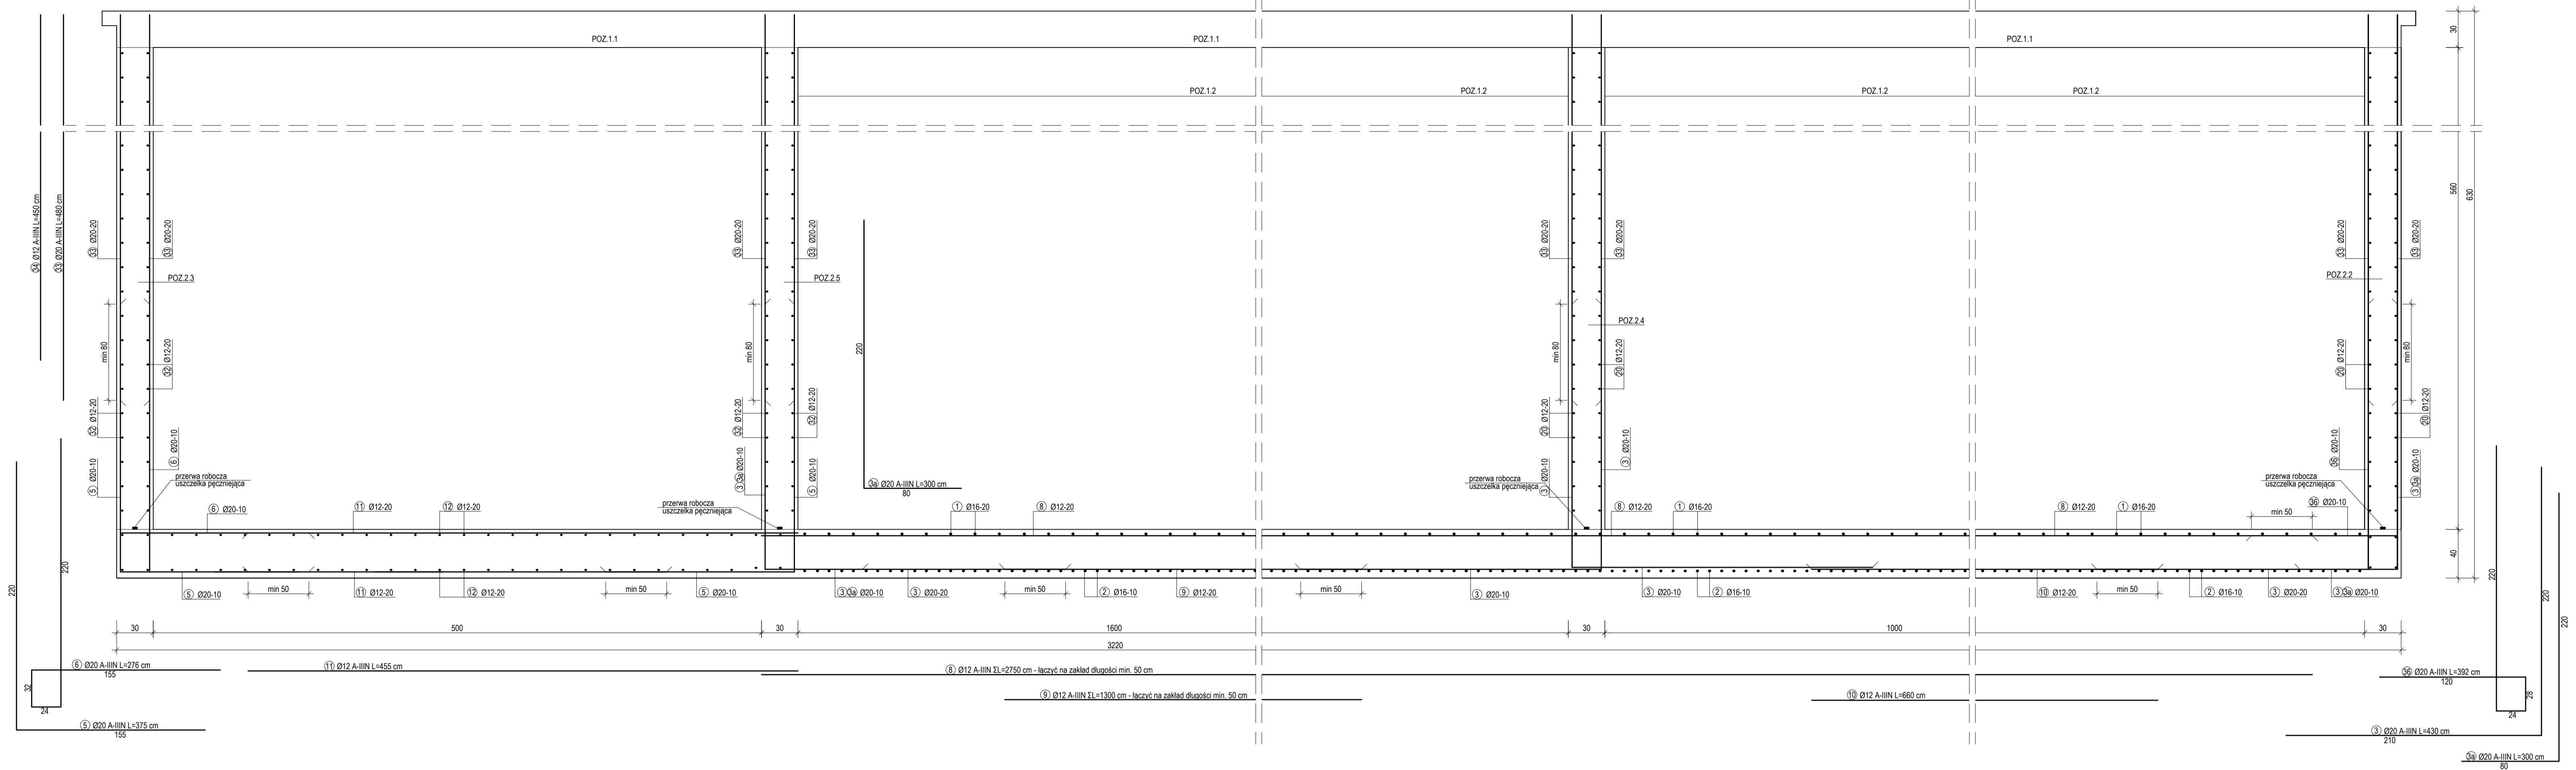 POZ.1.1
POZ.1.1
POZ.1.1
30
POZ.1.2
POZ.1.2
POZ.1.2
POZ.1.2
560
630
34 Ø12 A-IIIN L=450 cm
33 Ø20 A-IIIN L=480 cm
33 Ø20-20
33 Ø20-20
33 Ø20-20
33 Ø20-20
33 Ø20-20
33 Ø20-20
33 Ø20-20
33 Ø20-20
POZ.2.3
POZ.2.5
POZ.2.4
POZ.2.2
min.80
32 Ø12-20
min.80
220
min.80
20 Ø12-20
20 Ø12-20
min.80
32 Ø12-20
32 Ø12-20
32 Ø12-20
20 Ø12-20
20 Ø12-20
5 Ø20-10
6 Ø20-10
3 3a Ø20-10
5 Ø20-10
3 Ø20-10
3 Ø20-10
36 Ø20-10
3 3a Ø20-10
przerwa robocza
uszczelka pęczniejąca
przerwa robocza
uszczelka pęczniejąca
3a Ø20 A-IIIN L=300 cm
80
przerwa robocza
uszczelka pęczniejąca
przerwa robocza
uszczelka pęczniejąca
6 Ø20-10
11 Ø12-20
12 Ø12-20
1 Ø16-20
8 Ø12-20
8 Ø12-20
1 Ø16-20
8 Ø12-20
1 Ø16-20
min 50
36 Ø20-10
40
220
220
5 Ø20-10
min 50
11 Ø12-20
12 Ø12-20
min 50
5 Ø20-10
3 3a Ø20-10
3 Ø20-20
min 50
2 Ø16-10
9 Ø12-20
min 50
3 Ø20-10
3 Ø20-10
2 Ø16-10
10 Ø12-20
min 50
2 Ø16-10
3 Ø20-20
3 3a Ø20-10
220
220
220
30
500
30
1600
30
1000
30
3220
6 Ø20 A-IIIN L=276 cm
155
32
24
11 Ø12 A-IIIN L=455 cm
8 Ø12 A-IIIN ΣL=2750 cm - łączyć na zakład długości min. 50 cm
9 Ø12 A-IIIN ΣL=1300 cm - łączyć na zakład długości min. 50 cm
10 Ø12 A-IIIN L=660 cm
36 Ø20 A-IIIN L=392 cm
120
28
24
5 Ø20 A-IIIN L=375 cm
155
3 Ø20 A-IIIN L=430 cm
210
3a Ø20 A-IIIN L=300 cm
80